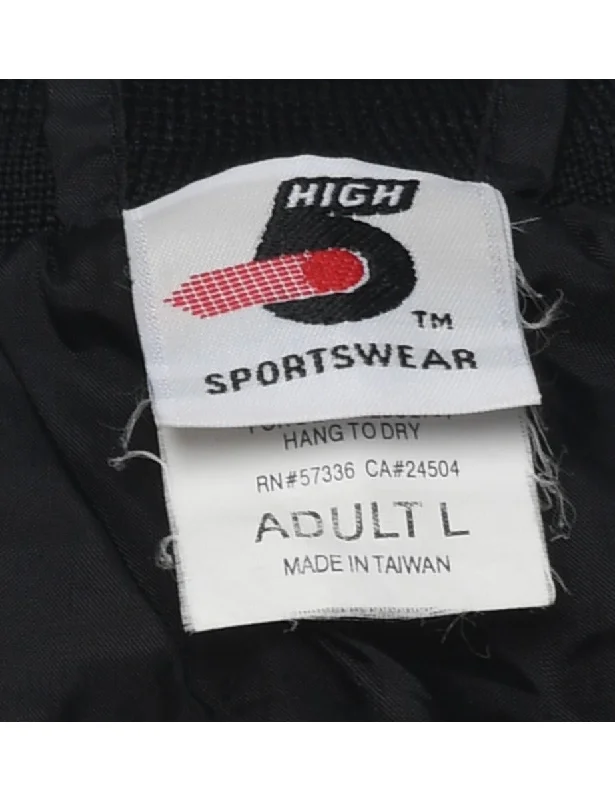 HIGH
5
TM
SPORTSWEAR
HANG TO DRY
RN#57336 CA#24504
ADULT L
MADE IN TAIWAN